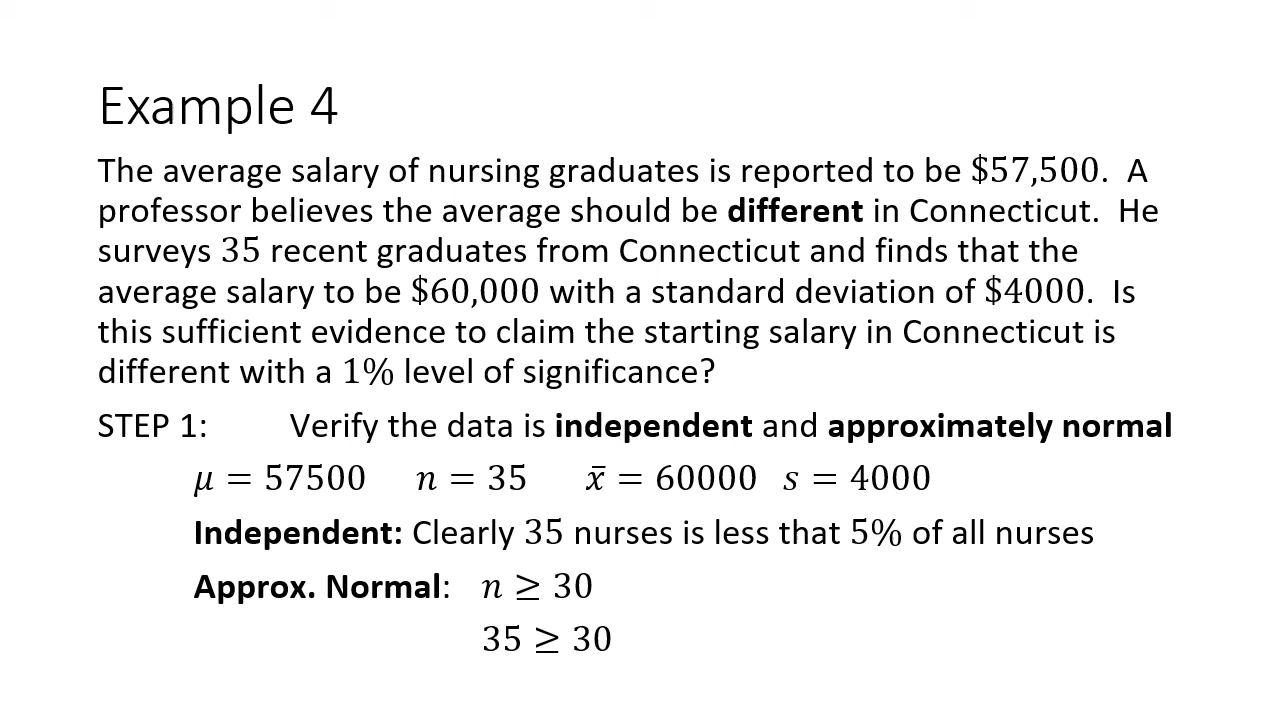 Example 4
The average salary of nursing graduates is reported to be $57,500. A
professor believes the average should be different in Connecticut. He
surveys 35 recent graduates from Connecticut and finds that the
average salary to be $60,000 with a standard deviation of $4000. Is
this sufficient evidence to claim the starting salary in Connecticut is
different with a 1% level of significance?
STEP 1: Verify the data is independent and approximately normal
μ = 57500 n = 35 x̄ = 60000 s = 4000
Independent: Clearly 35 nurses is less that 5% of all nurses
Approx. Normal: n ≥ 30
35 ≥ 30